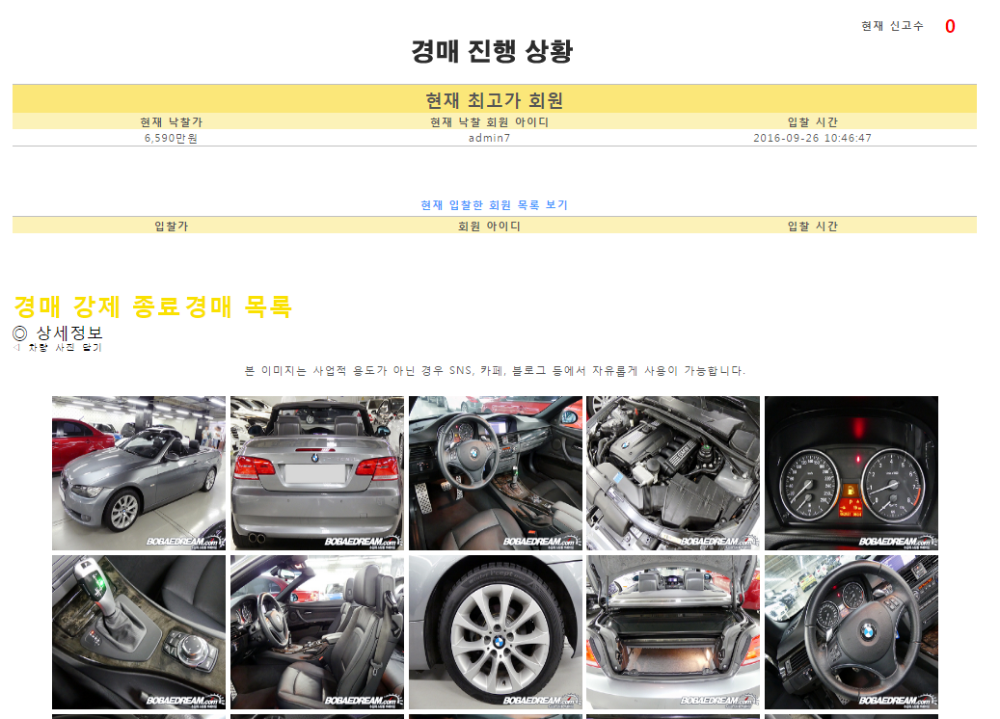 현재 신고수 0
경매 진행 상황
현재 최고가 회원
현재 낙찰가 현재 낙찰 회원 아이디 입찰 시간
6,590만원 admin7 2016-09-26 10:46:47
현재 입찰한 회원 목록 보기
입찰가 회원 아이디 입찰 시간
경매 강제 종료 경매 목록
◎ 상세정보
◁ 차량 사진 닫기
본 이미지는 사업적 용도가 아닌 경우 SNS, 카페, 블로그 등에서 자유롭게 사용이 가능합니다.
BOBAEDREAM.com BOBAEDREAM.com BOBAEDREAM.com BOBAEDREAM.com BOBAEDREAM.com
BOBAEDREAM.com BOBAEDREAM.com BOBAEDREAM.com BOBAEDREAM.com BOBAEDREAM.com